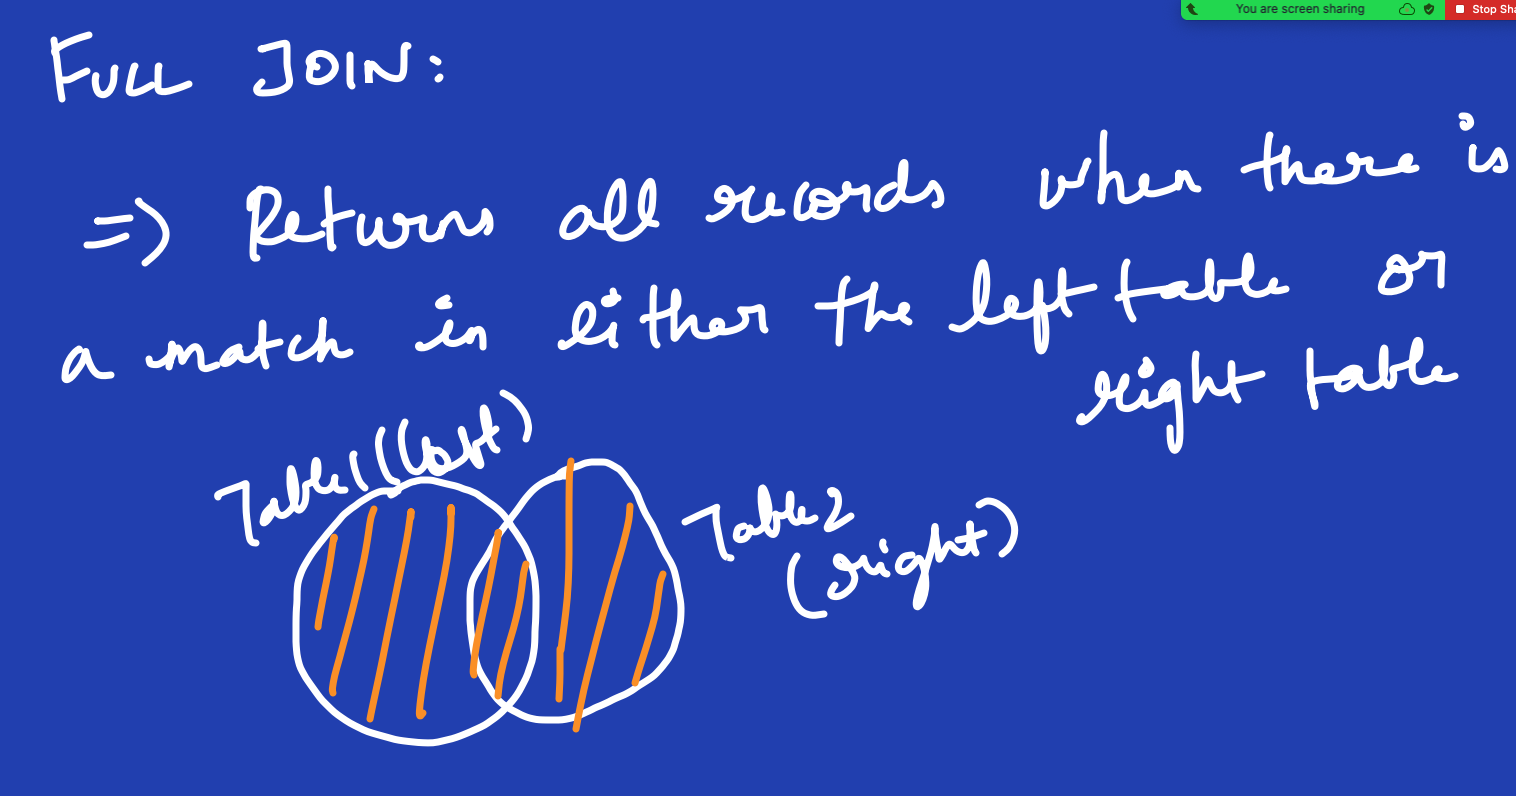 You are screen sharing
Stop Sha
FULL JOIN:
=> Returns all records when there is
a match in either the left table or
right table
Table1 (left)
Table2
(right)